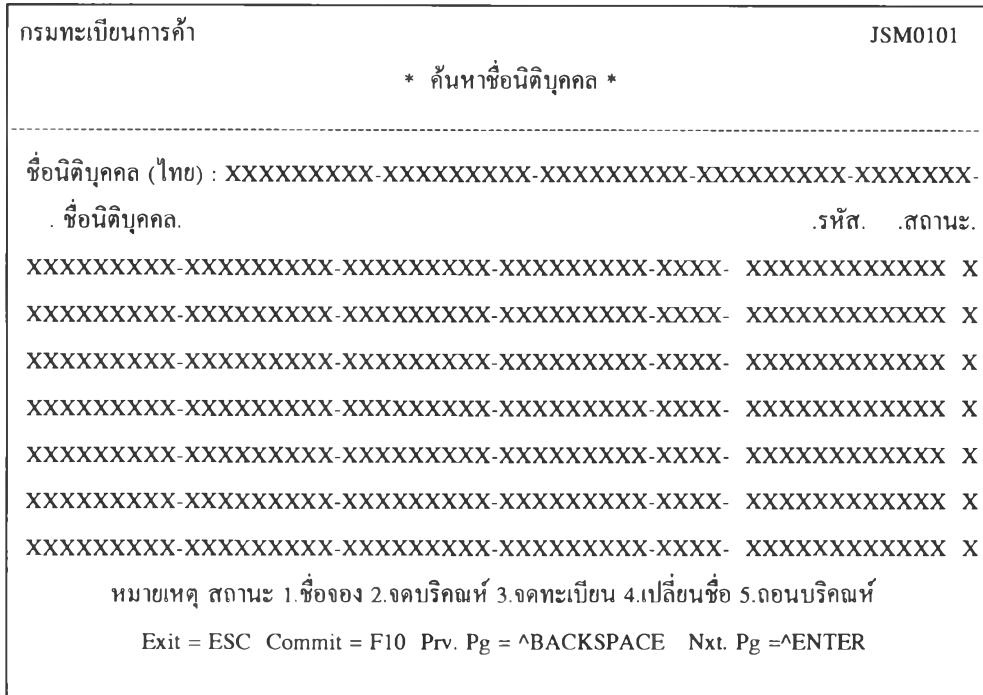 กรมทะเบียนการค้า JSM0101
* ค้นหาชื่อนิติบุคคล *
ชื่อนิติบุคคล (ไทย) : XXXXXXXXX-XXXXXXXXX-XXXXXXXXX-XXXXXXXXX-XXXXXXX-
. ชื่อนิติบุคคล. .รหัส. .สถานะ.
XXXXXXXXX-XXXXXXXXX-XXXXXXXXX-XXXXXXXXX-XXXX- XXXXXXXXXXXX X
XXXXXXXXX-XXXXXXXXX-XXXXXXXXX-XXXXXXXXX-XXXX- XXXXXXXXXXXX X
XXXXXXXXX-XXXXXXXXX-XXXXXXXXX-XXXXXXXXX-XXXX- XXXXXXXXXXXX X
XXXXXXXXX-XXXXXXXXX-XXXXXXXXX-XXXXXXXXX-XXXX- XXXXXXXXXXXX X
XXXXXXXXX-XXXXXXXXX-XXXXXXXXX-XXXXXXXXX-XXXX- XXXXXXXXXXXX X
XXXXXXXXX-XXXXXXXXX-XXXXXXXXX-XXXXXXXXX-XXXX- XXXXXXXXXXXX X
XXXXXXXXX-XXXXXXXXX-XXXXXXXXX-XXXXXXXXX-XXXX- XXXXXXXXXXXX X
หมายเหตุ สถานะ 1.ชื่อจอง 2.จดบริคณห์ 3.จดทะเบียน 4.เปลี่ยนชื่อ 5.ถอนบริคณห์
Exit = ESC Commit = F10 Prv. Pg = ^BACKSPACE Nxt. Pg =^ENTER